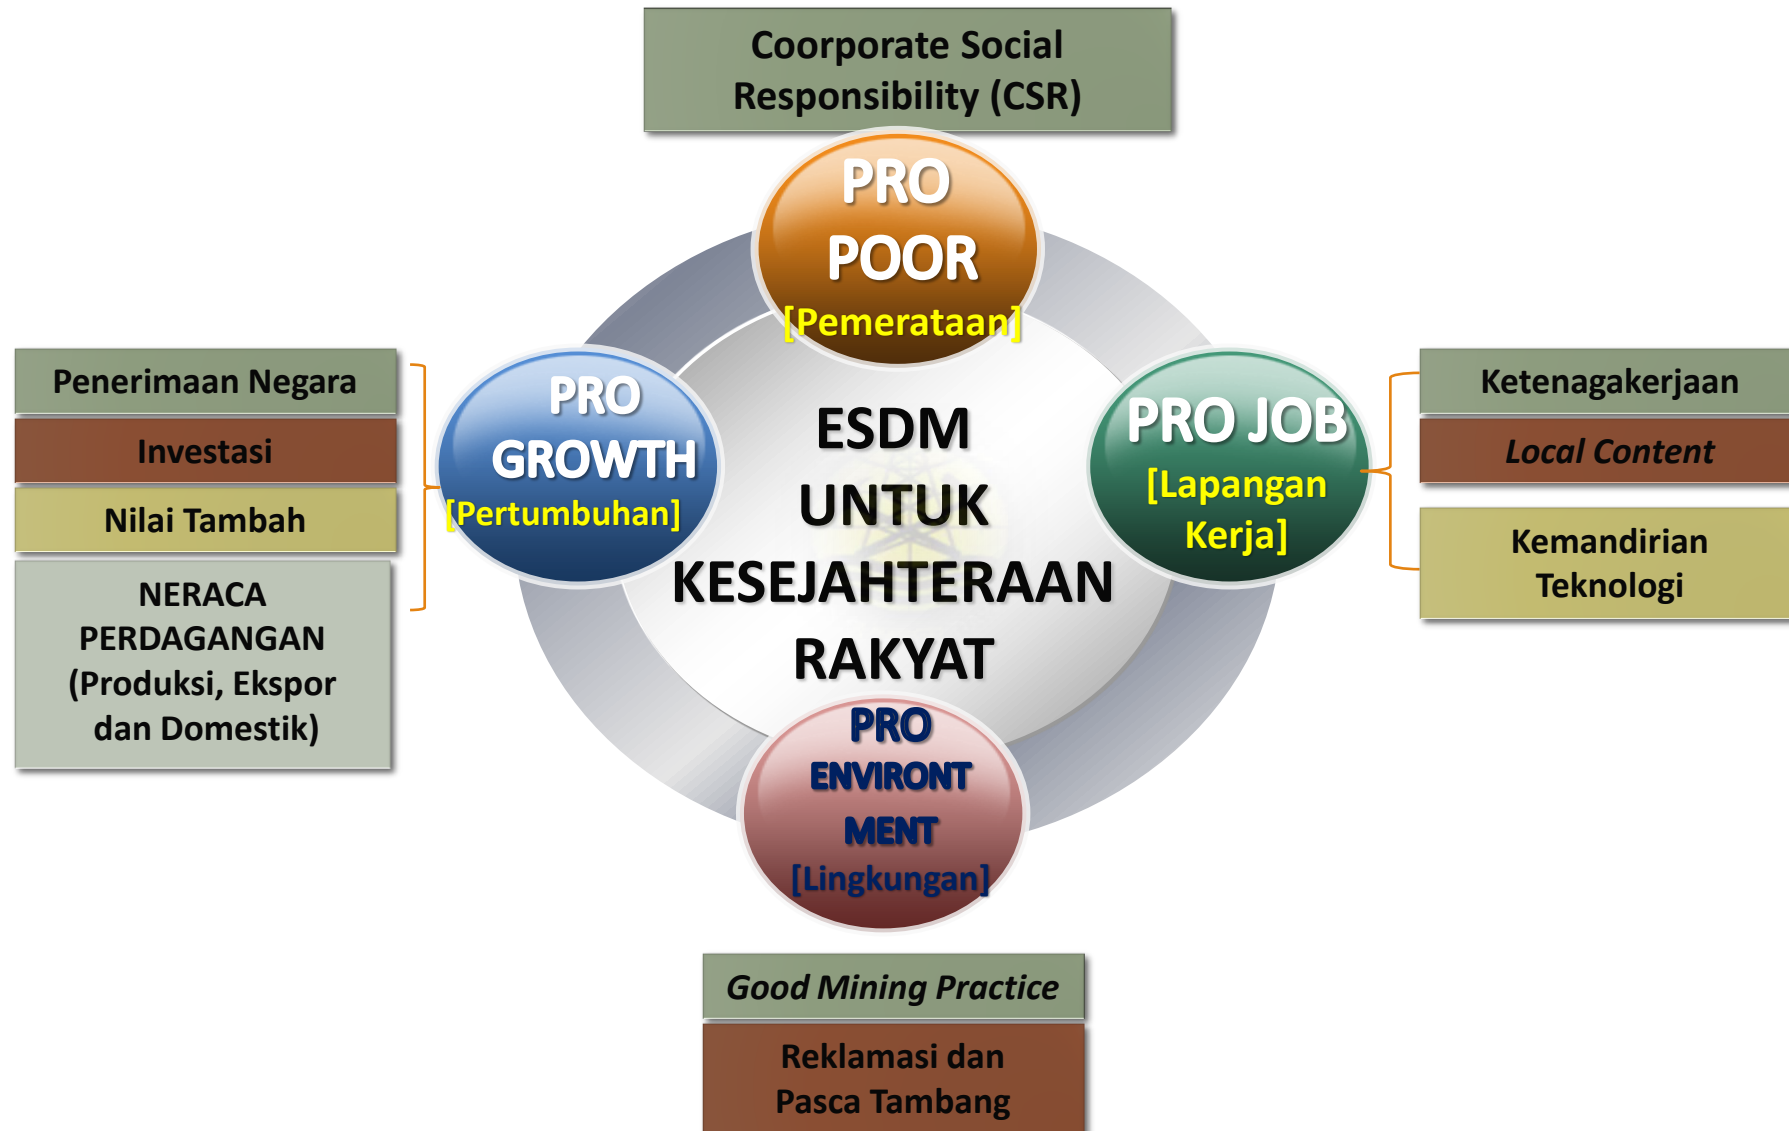 Coorporate Social
Responsibility (CSR)
PRO
POOR
[Pemerataan]
Penerimaan Negara
Investasi
Nilai Tambah
NERACA
PERDAGANGAN
(Produksi, Ekspor
dan Domestik)
PRO
GROWTH
[Pertumbuhan]
ESDM
UNTUK
KESEJAHTERAAN
RAKYAT
PRO JOB
[Lapangan
Kerja]
Ketenagakerjaan
Local Content
Kemandirian
Teknologi
PRO
ENVIRONT
MENT
[Lingkungan]
Good Mining Practice
Reklamasi dan
Pasca Tambang